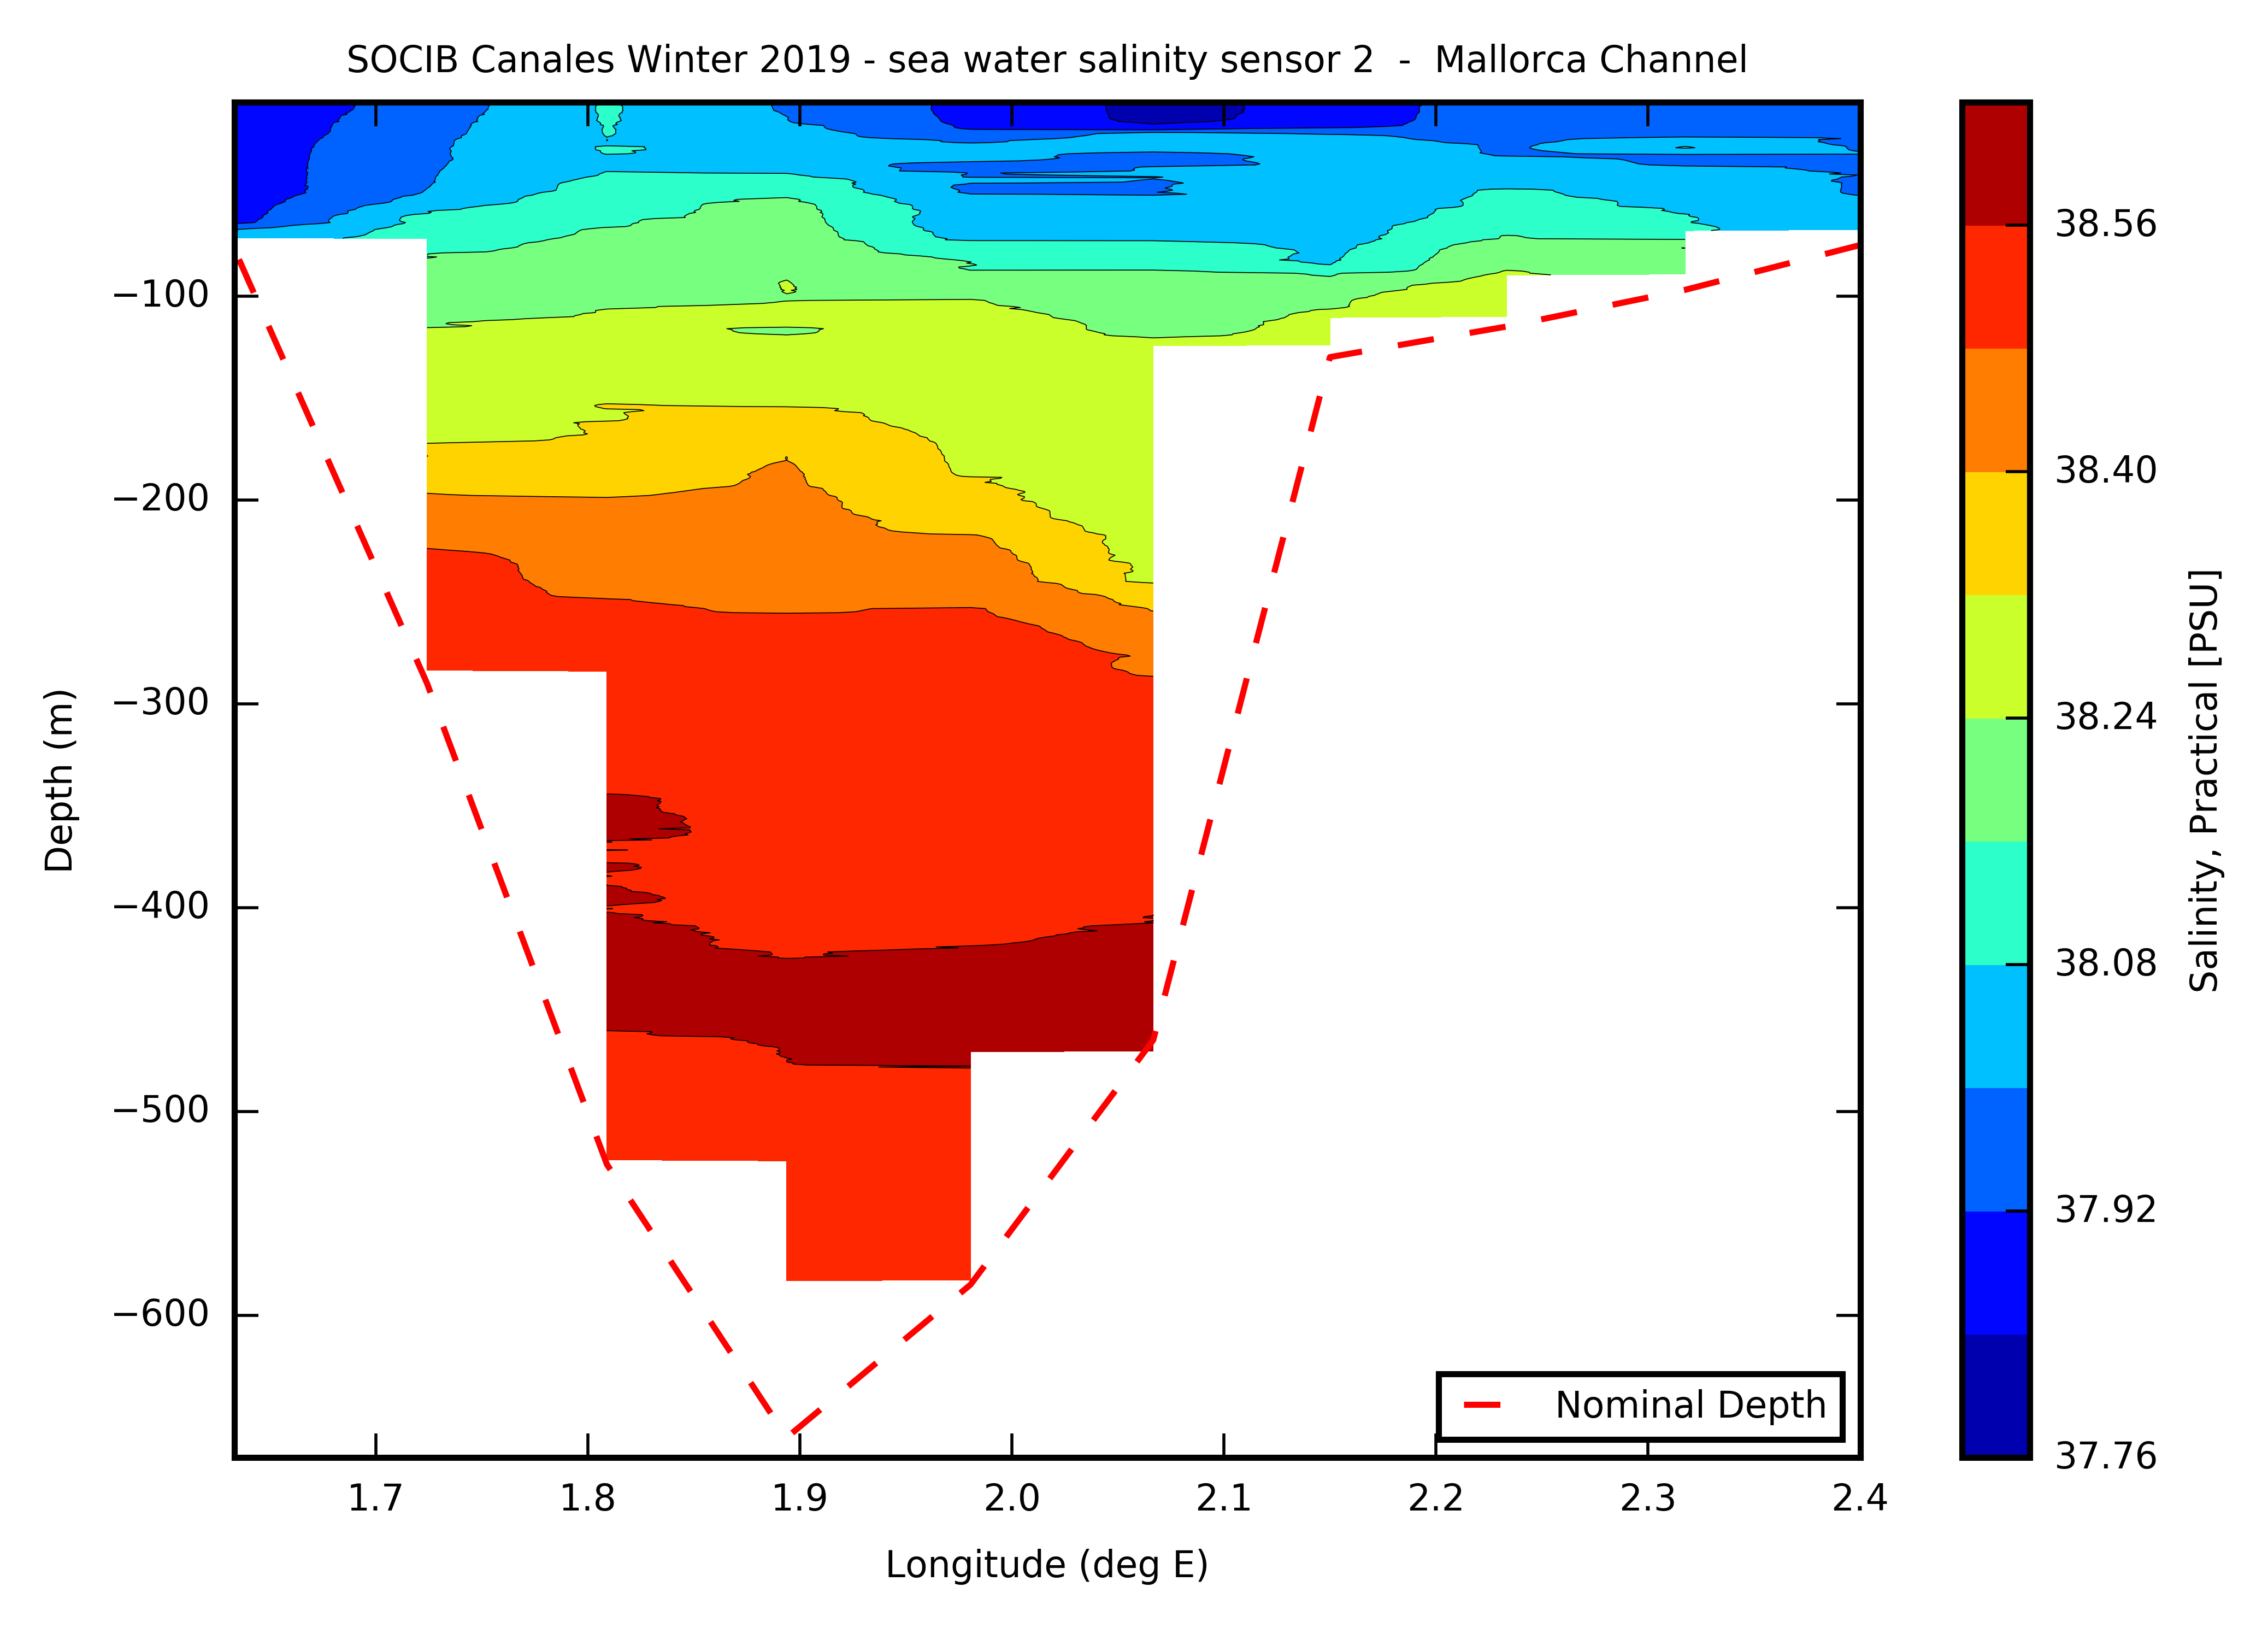 SOCIB Canales Winter 2019 - sea water salinity sensor 2 - Mallorca Channel
Depth (m)
−100
−200
−300
−400
−500
−600
1.7 1.8 1.9 2.0 2.1 2.2 2.3 2.4
Longitude (deg E)
Nominal Depth
38.56
38.40
38.24
38.08
37.92
37.76
Salinity, Practical [PSU]